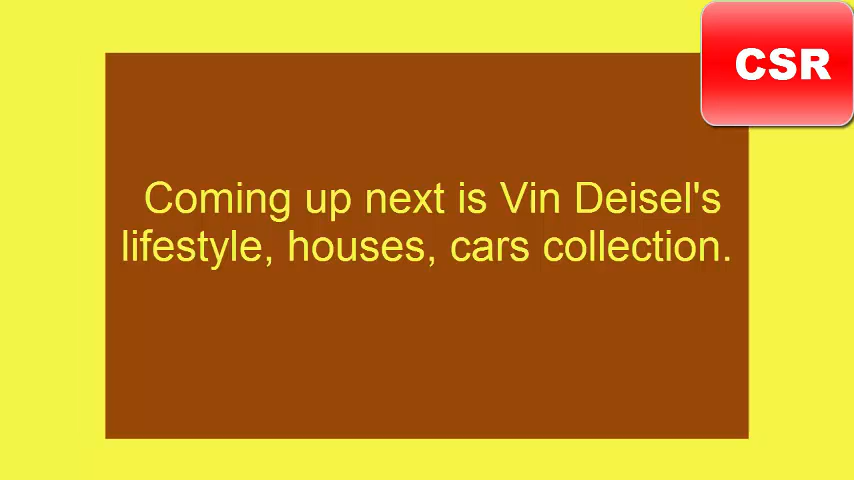 CSR
Coming up next is Vin Deisel's
lifestyle, houses, cars collection.